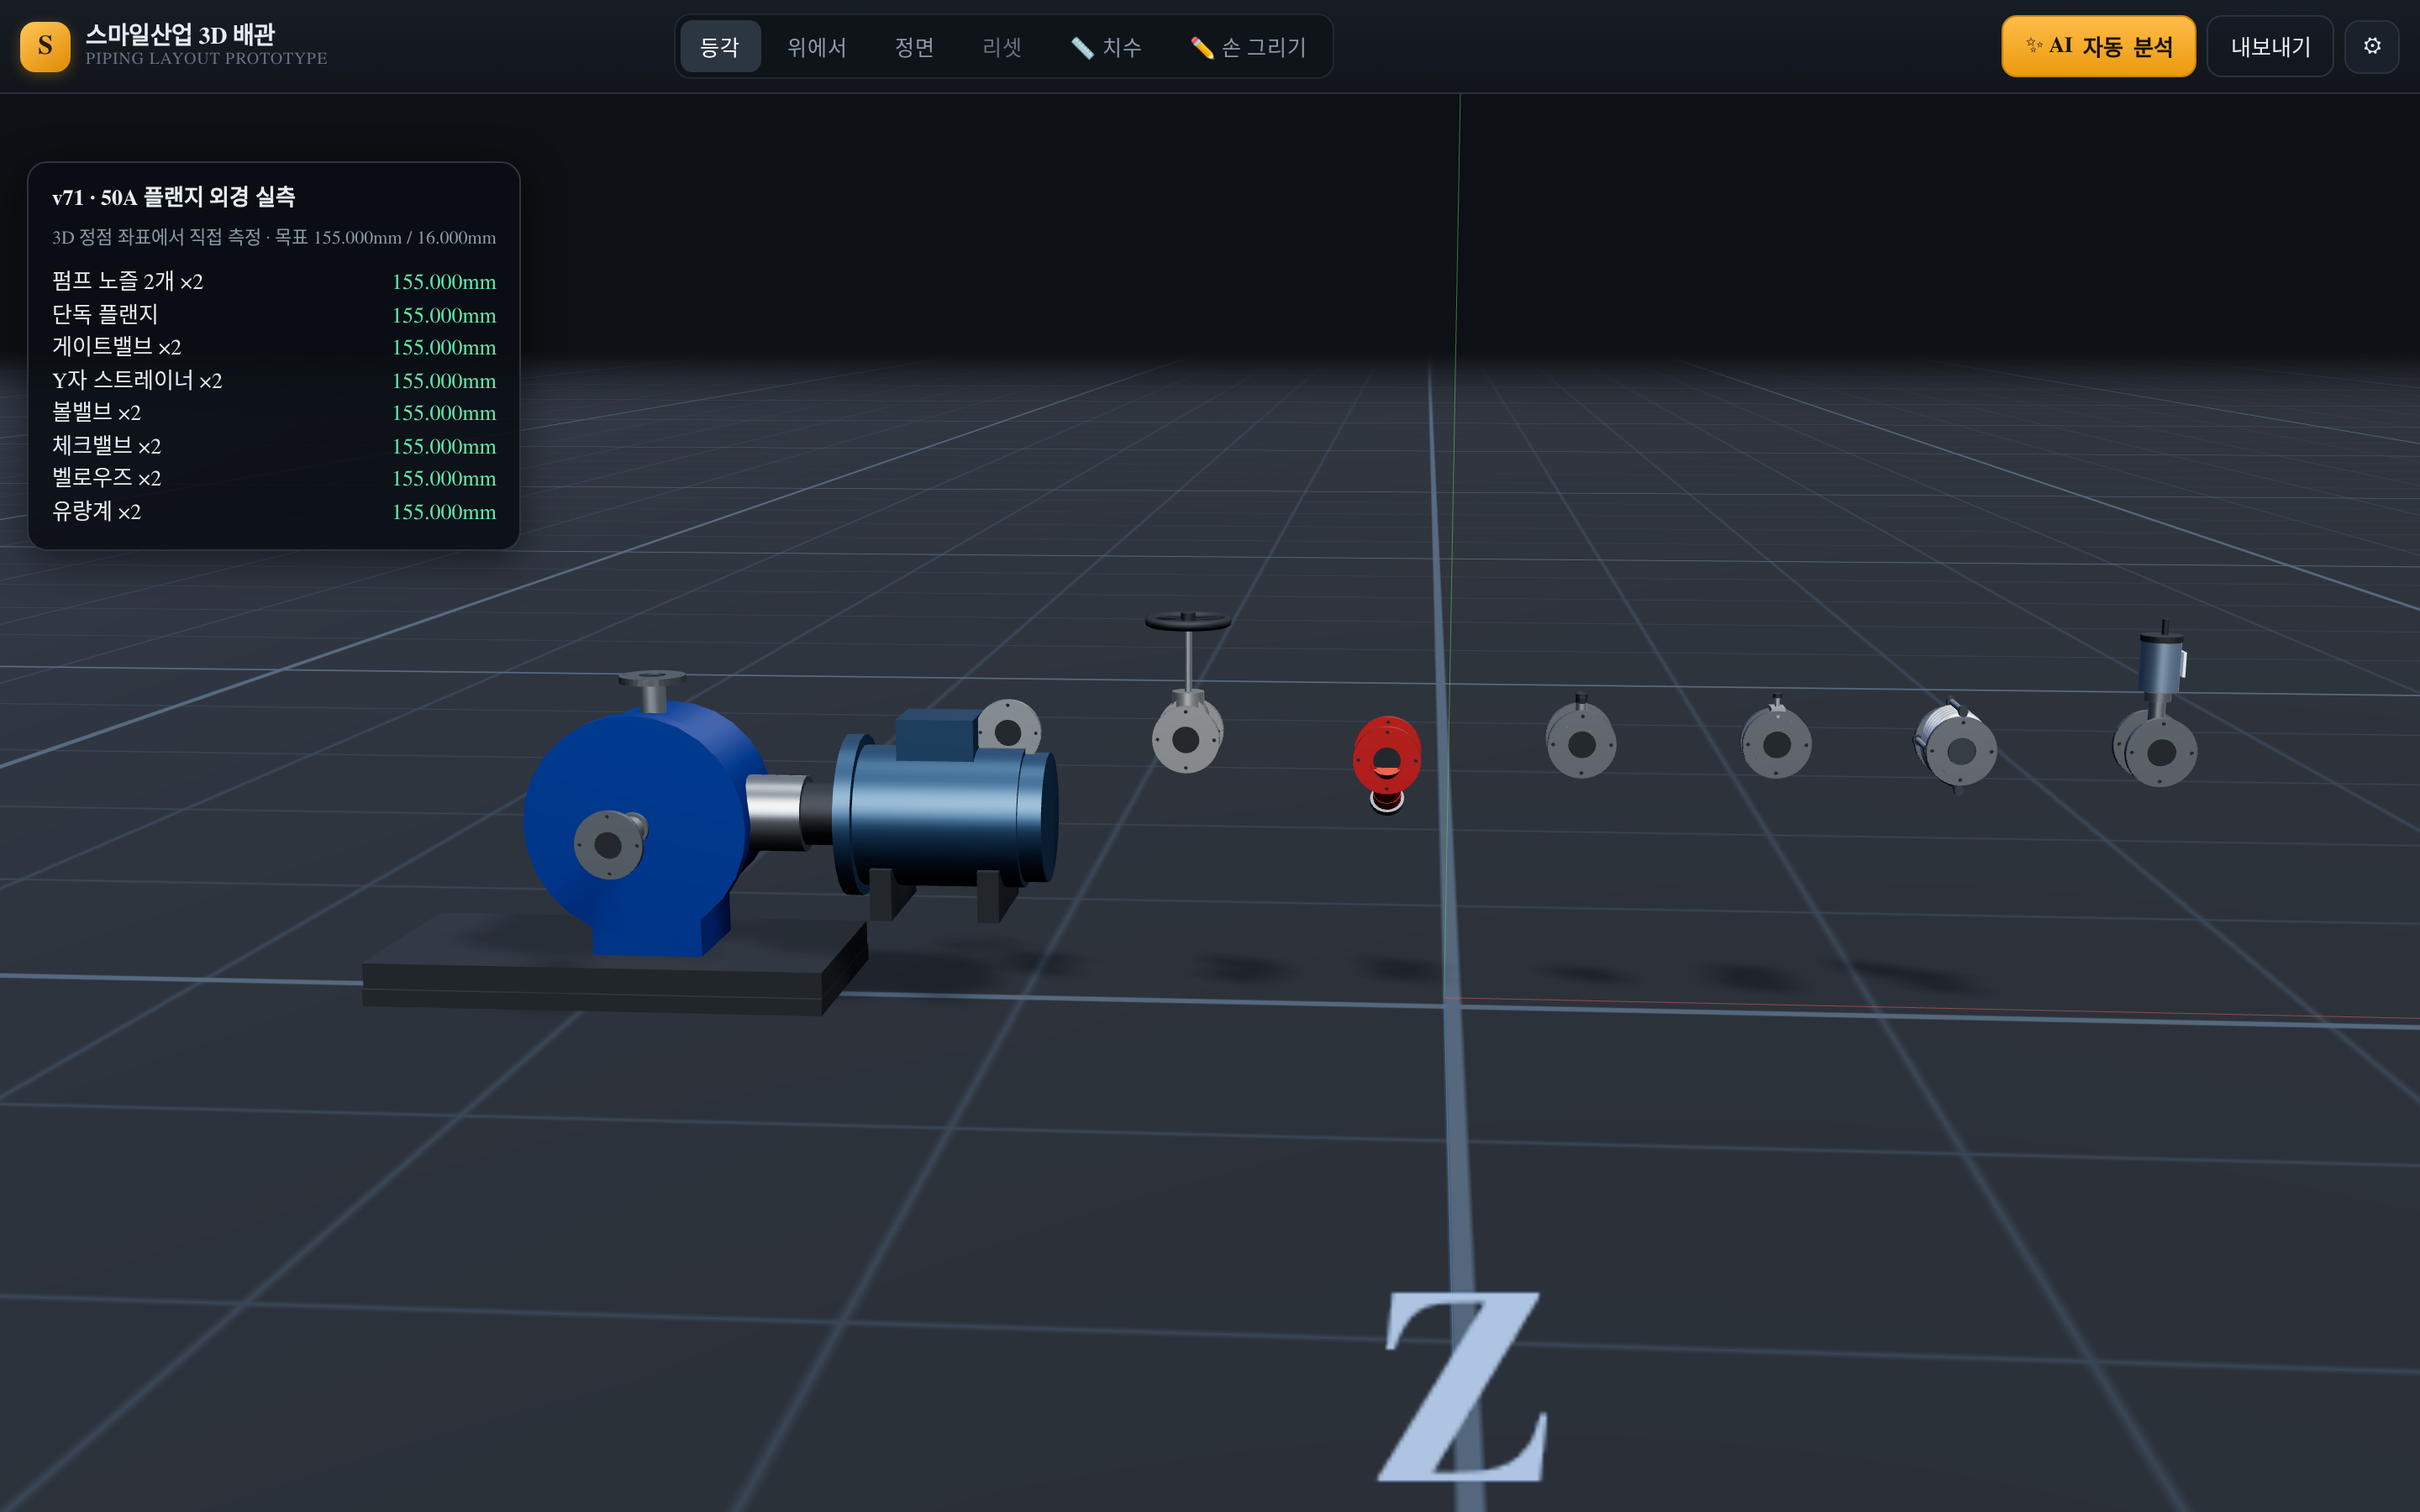 S
스마일산업 3D 배관
PIPING LAYOUT PROTOTYPE
등각 위에서 정면 리셋 📏 치수 ✏️ 손 그리기
✨ AI 자동 분석 내보내기 ⚙
v71 · 50A 플랜지 외경 실측
3D 정점 좌표에서 직접 측정 · 목표 155.000mm / 16.000mm
펌프 노즐 2개 ×2 155.000mm
단독 플랜지 155.000mm
게이트밸브 ×2 155.000mm
Y자 스트레이너 ×2 155.000mm
볼밸브 ×2 155.000mm
체크밸브 ×2 155.000mm
벨로우즈 ×2 155.000mm
유량계 ×2 155.000mm
Z